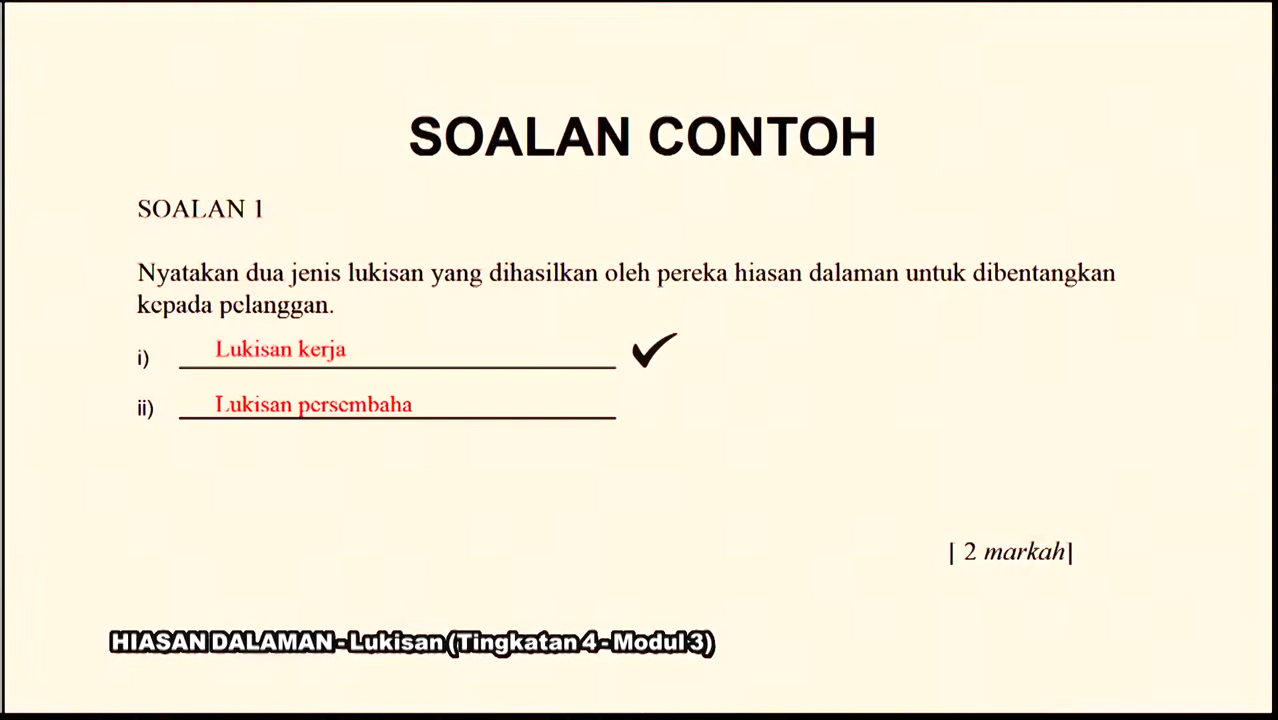 SOALAN CONTOH
SOALAN 1
Nyatakan dua jenis lukisan yang dihasilkan oleh pereka hiasan dalaman untuk dibentangkan
kepada pelanggan.
i) Lukisan kerja
ii) Lukisan persembaha
[ 2 markah]
HIASAN DALAMAN - Lukisan (Tingkatan 4 - Modul 3)